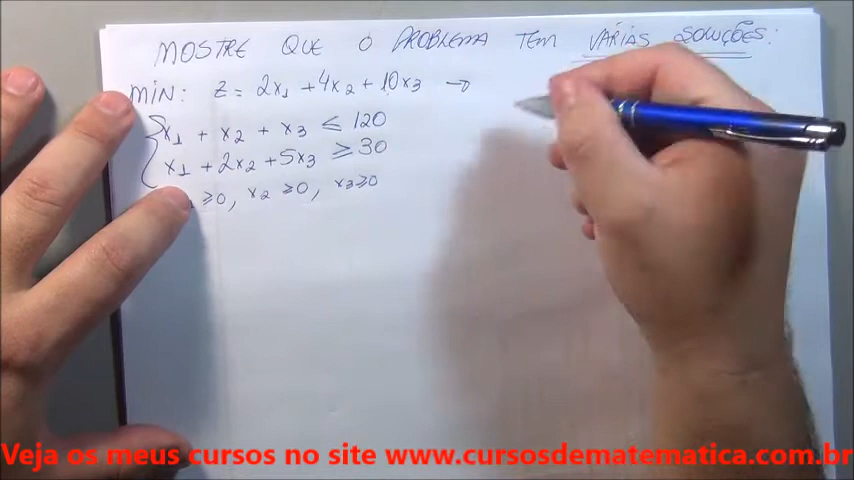 MOSTRE QUE O PROBLEMA TEM VÁRIAS SOLUÇÕES:
MIN: Z = 2x₁ + 4x₂ + 10x₃ →
x₁ + x₂ + x₃ ≤ 120
x₁ + 2x₂ + 5x₃ ≥ 30
≥0, x₂ ≥0, x₃≥0
Veja os meus cursos no site www.cursosdematematica.com.br